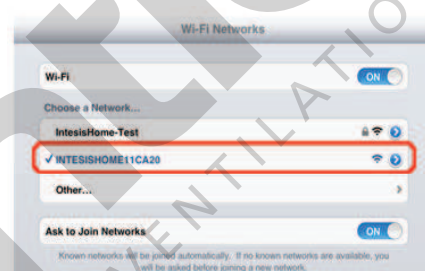 Wi-Fi Networks
Wi-Fi
ON
Choose a Network...
IntesisHome-Test
✓ INTESISHOME11CA20
Other...
Ask to Join Networks
ON
Known networks will be joined automatically. If no known networks are available, you
will be asked before joining a new network.
VENTIL